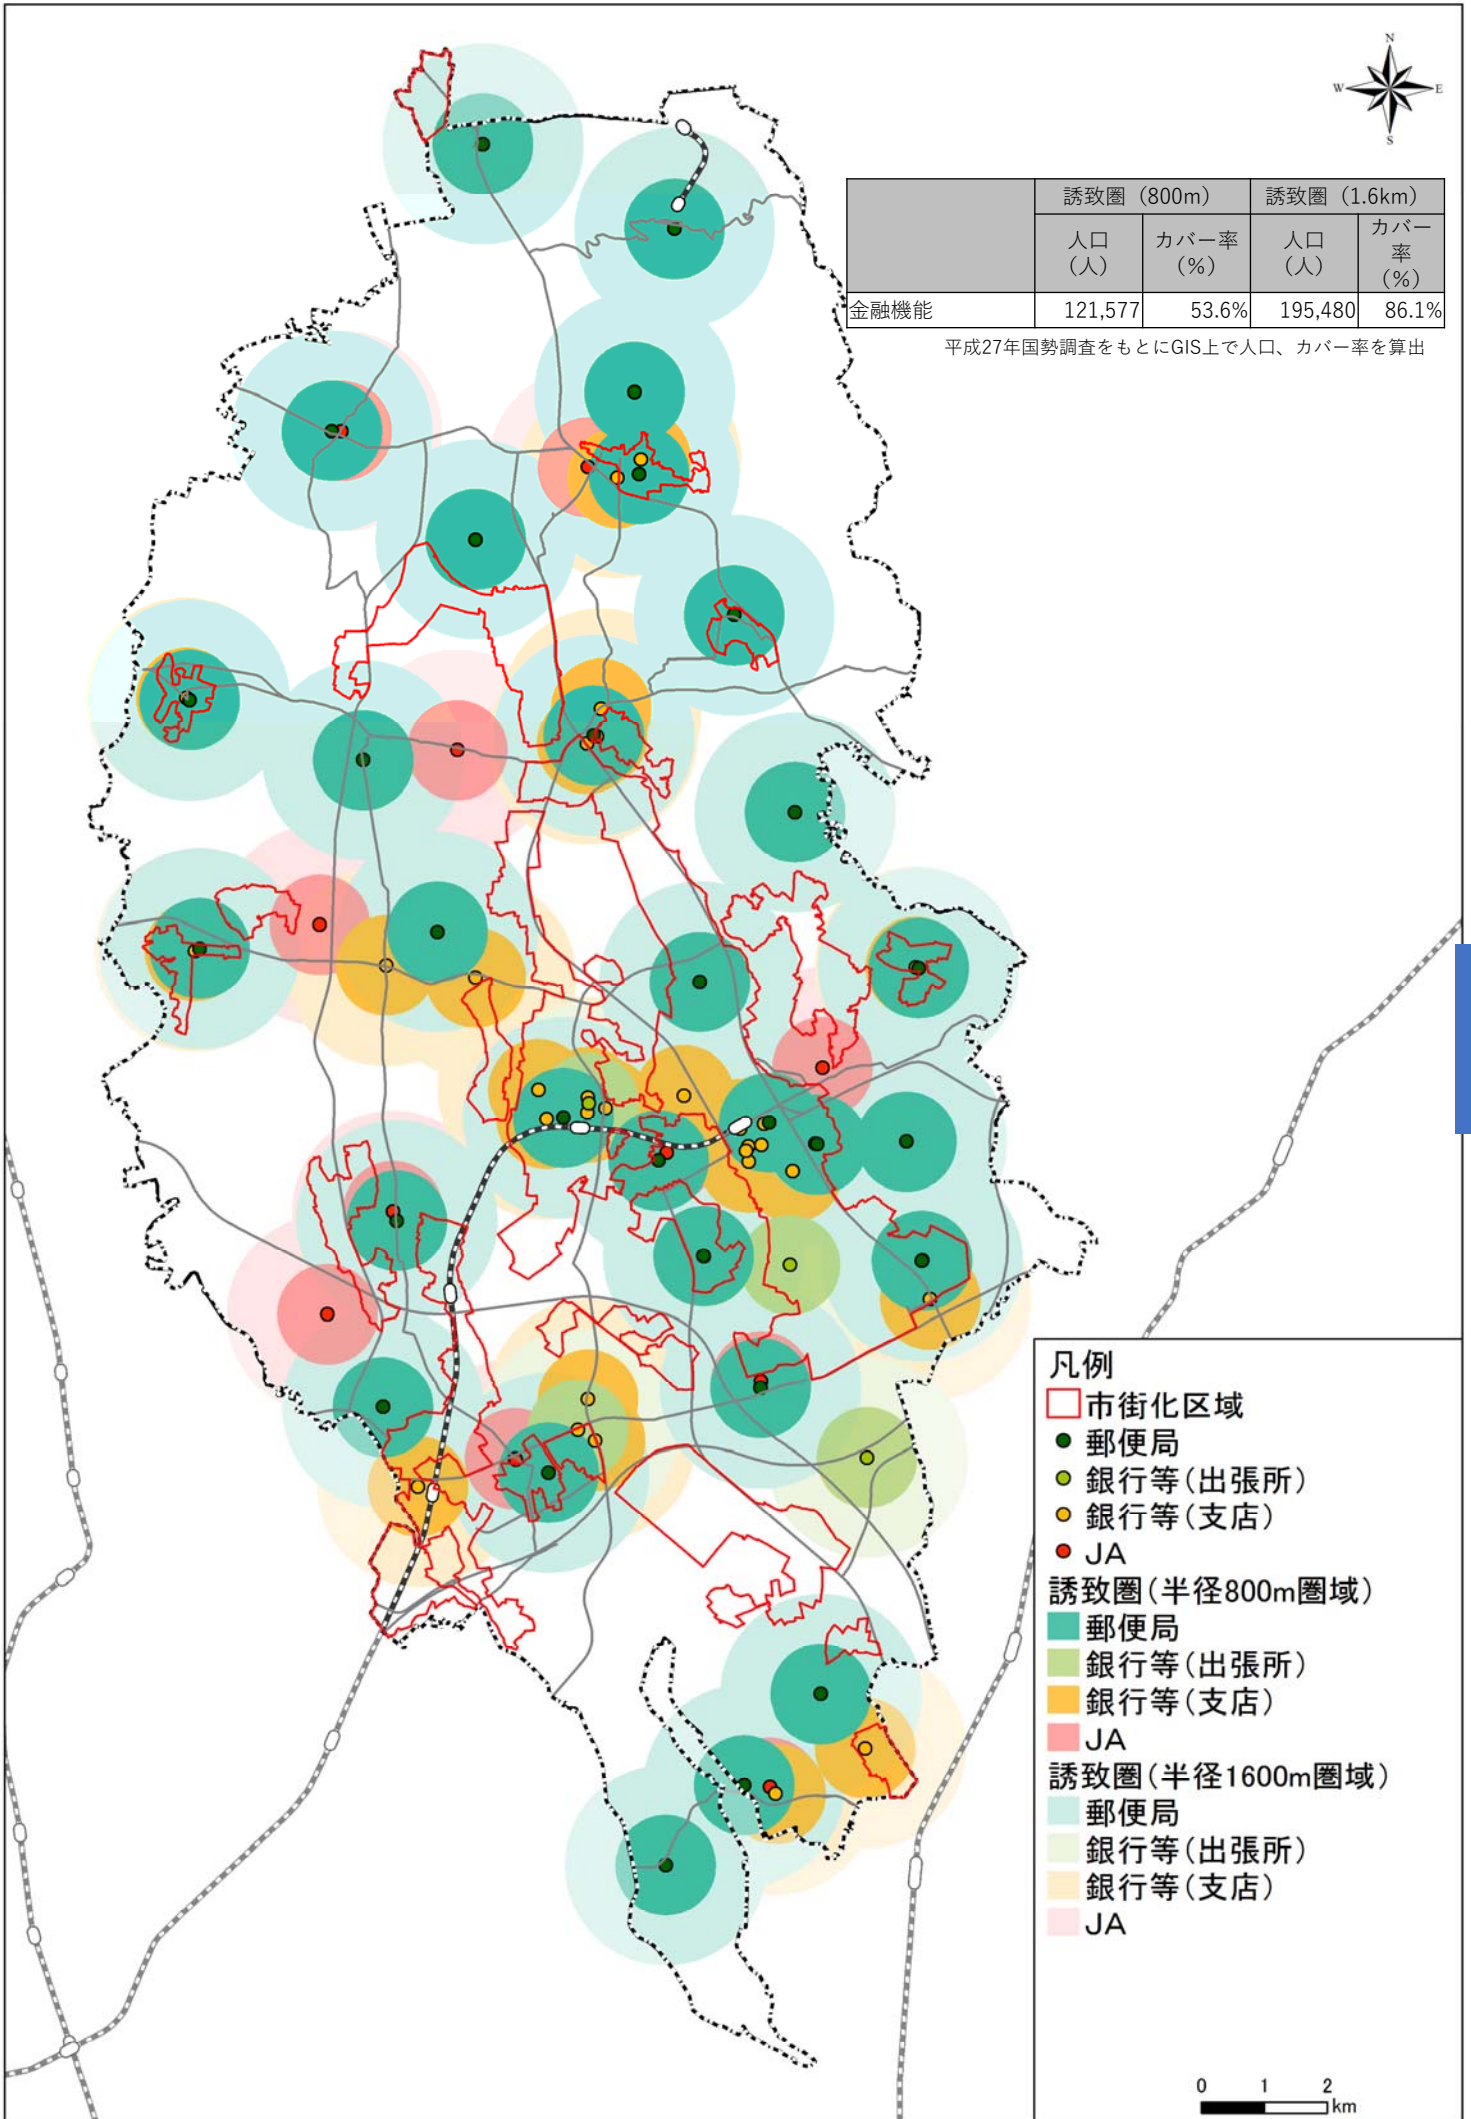 N
W
E
S
誘致圏（800m） 誘致圏（1.6km）
人口（人） カバー率（%） 人口（人） カバー率（%）
金融機能 121,577 53.6% 195,480 86.1%
平成27年国勢調査をもとにGIS上で人口、カバー率を算出
凡例
市街化区域
郵便局
銀行等(出張所)
銀行等(支店)
JA
誘致圏(半径800m圏域)
郵便局
銀行等(出張所)
銀行等(支店)
JA
誘致圏(半径1600m圏域)
郵便局
銀行等(出張所)
銀行等(支店)
JA
0 1 2
km